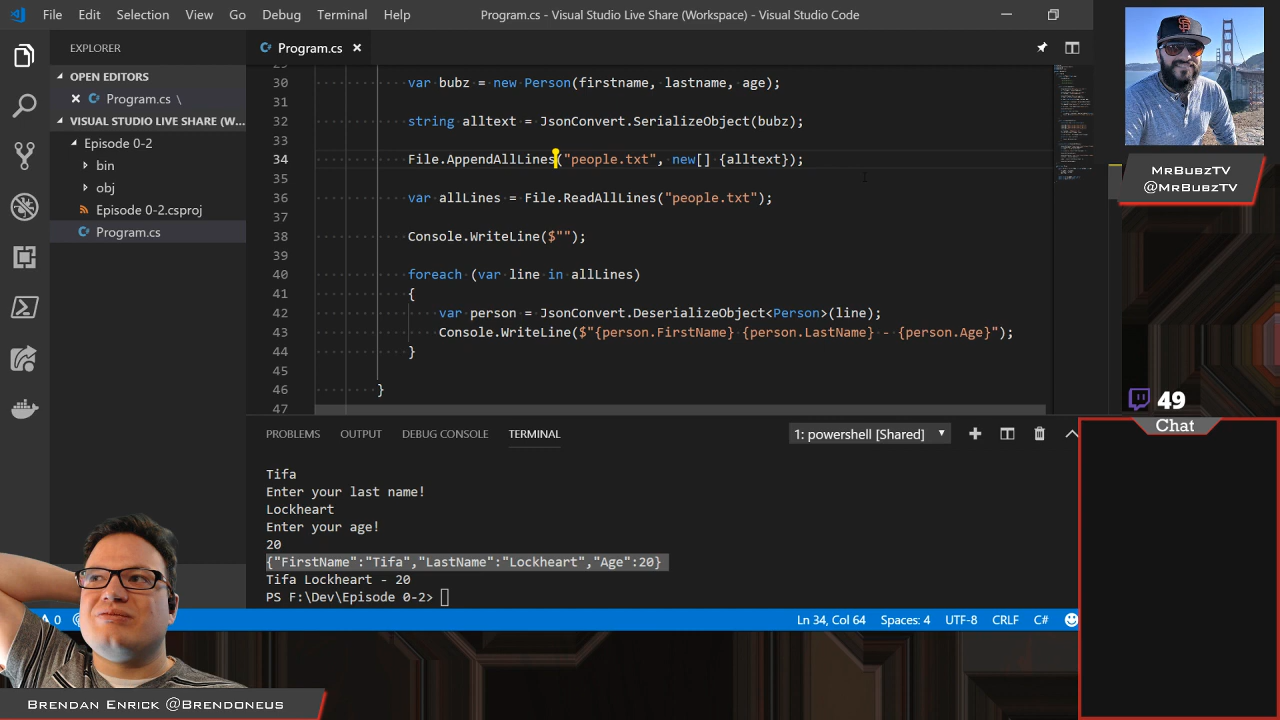 File Edit Selection View Go Debug Terminal Help Program.cs - Visual Studio Live Share (Workspace) - Visual Studio Code
EXPLORER
OPEN EDITORS
Program.cs \
VISUAL STUDIO LIVE SHARE (W...
Episode 0-2
bin
obj
Episode 0-2.csproj
Program.cs
Program.cs
30 var bubz = new Person(firstname, lastname, age);
31
32 string alltext = JsonConvert.SerializeObject(bubz);
33
34 File.AppendAllLines("people.txt", new[] {alltext});
35
36 var allLines = File.ReadAllLines("people.txt");
37
38 Console.WriteLine($"");
39
40 foreach (var line in allLines)
41 {
42 var person = JsonConvert.DeserializeObject<Person>(line);
43 Console.WriteLine($"{person.FirstName} {person.LastName} - {person.Age}");
44 }
45
46 }
47
PROBLEMS OUTPUT DEBUG CONSOLE TERMINAL 1: powershell [Shared]
Tifa
Enter your last name!
Lockheart
Enter your age!
20
{"FirstName":"Tifa","LastName":"Lockheart","Age":20}
Tifa Lockheart - 20
PS F:\Dev\Episode 0-2>
0 Ln 34, Col 64 Spaces: 4 UTF-8 CRLF C#
MrBubzTV
@MrBubzTV
49
Chat
Brendan Enrick @Brendoneus